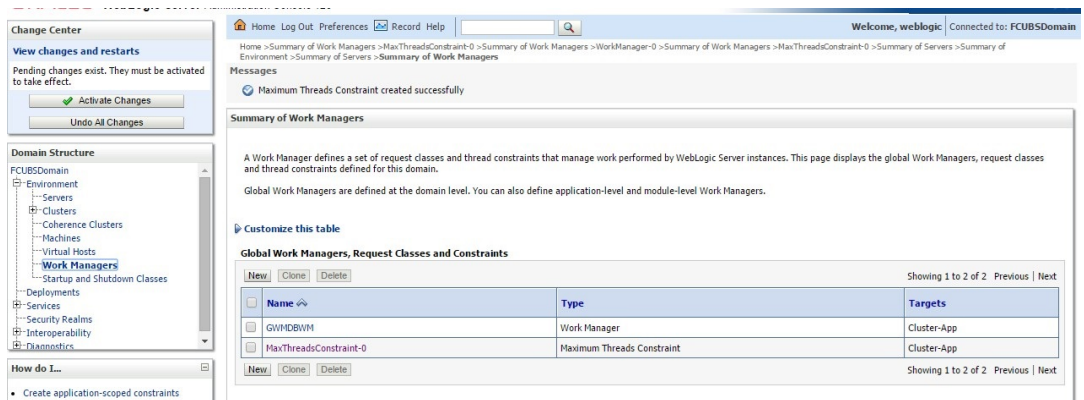 Change Center
View changes and restarts
Pending changes exist. They must be activated
to take effect.
Activate Changes
Undo All Changes
Domain Structure
FCUBSDomain
Environment
Servers
Clusters
Coherence Clusters
Machines
Virtual Hosts
Work Managers
Startup and Shutdown Classes
Deployments
Services
Security Realms
Interoperability
Diagnostics
How do I...
Create application-scoped constraints
Home Log Out Preferences Record Help
Welcome, weblogic Connected to: FCUBSDomain
Home >Summary of Work Managers >MaxThreadsConstraint-0 >Summary of Work Managers >WorkManager-0 >Summary of Work Managers >MaxThreadsConstraint-0 >Summary of Servers >Summary of
Environment >Summary of Servers >Summary of Work Managers
Messages
Maximum Threads Constraint created successfully
Summary of Work Managers
A Work Manager defines a set of request classes and thread constraints that manage work performed by WebLogic Server instances. This page displays the global Work Managers, request classes
and thread constraints defined for this domain.
Global Work Managers are defined at the domain level. You can also define application-level and module-level Work Managers.
Customize this table
Global Work Managers, Request Classes and Constraints
New Clone Delete Showing 1 to 2 of 2 Previous | Next
Name Type Targets
GWMDBWM Work Manager Cluster-App
MaxThreadsConstraint-0 Maximum Threads Constraint Cluster-App
New Clone Delete Showing 1 to 2 of 2 Previous | Next